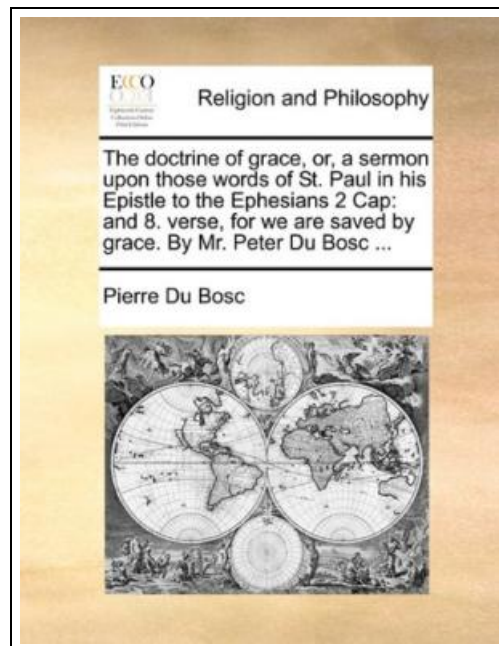 ECCO
Religion and Philosophy
The doctrine of grace, or, a sermon
upon those words of St. Paul in his
Epistle to the Ephesians 2 Cap:
and 8. verse, for we are saved by
grace. By Mr. Peter Du Bosc ...
Pierre Du Bosc